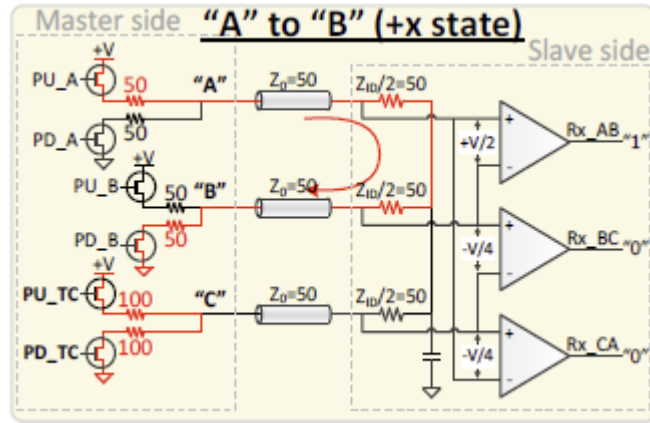 Master side
"A" to "B" (+x state)
Slave side
+V
PU_A
50
"A"
Z0=50
ZID/2=50
50
PD_A
+V
PU_B
50
"B"
Z0=50
ZID/2=50
PD_B
50
+V
PU_TC
100
"C"
Z0=50
ZID/2=50
PD_TC
100
+
+V/2
-
Rx_AB "1"
+
-V/4
-
Rx_BC "0"
+
-V/4
-
Rx_CA "0"